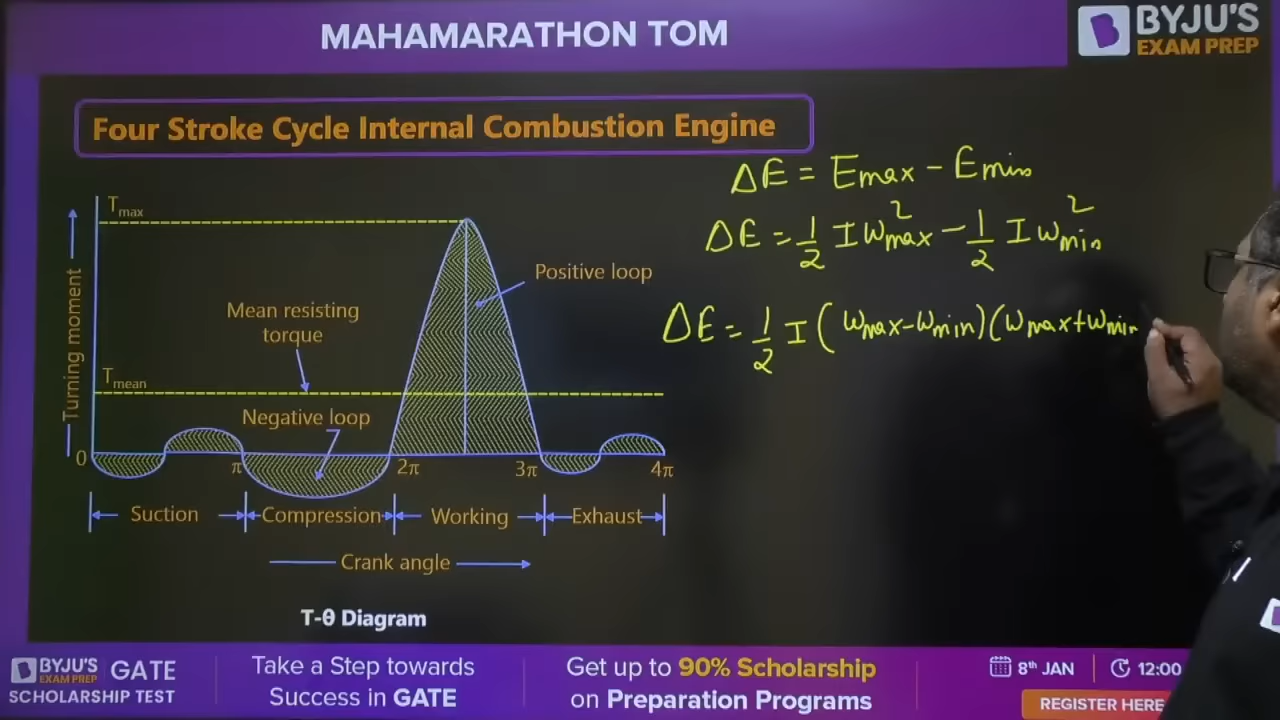 MAHAMARATHON TOM
BYJU'S
EXAM PREP
Four Stroke Cycle Internal Combustion Engine
ΔE = Emax - Emin
ΔE = 1/2 I ω²max - 1/2 I ω²min
ΔE = 1/2 I (ωmax-ωmin)(ωmax+ωmin
Tmax
Positive loop
Mean resisting
torque
Turning moment
Tmean
Negative loop
0
π
2π
3π
4π
Suction
Compression
Working
Exhaust
Crank angle
T-θ Diagram
BYJU'S
EXAM PREP
GATE
SCHOLARSHIP TEST
Take a Step towards
Success in GATE
Get up to 90% Scholarship
on Preparation Programs
8th JAN
12:00
REGISTER HERE